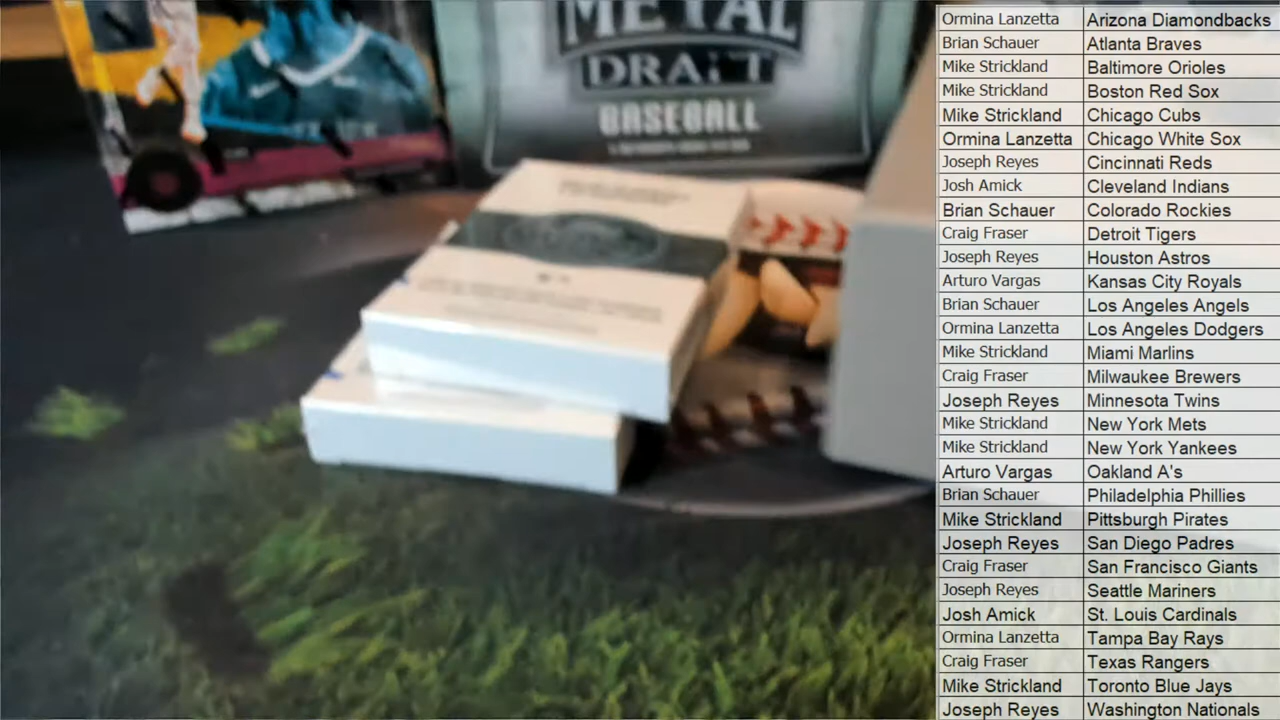 METAL
DRAFT
BASEBALL
Ormina Lanzetta Arizona Diamondbacks
Brian Schauer Atlanta Braves
Mike Strickland Baltimore Orioles
Mike Strickland Boston Red Sox
Mike Strickland Chicago Cubs
Ormina Lanzetta Chicago White Sox
Joseph Reyes Cincinnati Reds
Josh Amick Cleveland Indians
Brian Schauer Colorado Rockies
Craig Fraser Detroit Tigers
Joseph Reyes Houston Astros
Arturo Vargas Kansas City Royals
Brian Schauer Los Angeles Angels
Ormina Lanzetta Los Angeles Dodgers
Mike Strickland Miami Marlins
Craig Fraser Milwaukee Brewers
Joseph Reyes Minnesota Twins
Mike Strickland New York Mets
Mike Strickland New York Yankees
Arturo Vargas Oakland A's
Brian Schauer Philadelphia Phillies
Mike Strickland Pittsburgh Pirates
Joseph Reyes San Diego Padres
Craig Fraser San Francisco Giants
Joseph Reyes Seattle Mariners
Josh Amick St. Louis Cardinals
Ormina Lanzetta Tampa Bay Rays
Craig Fraser Texas Rangers
Mike Strickland Toronto Blue Jays
Joseph Reyes Washington Nationals